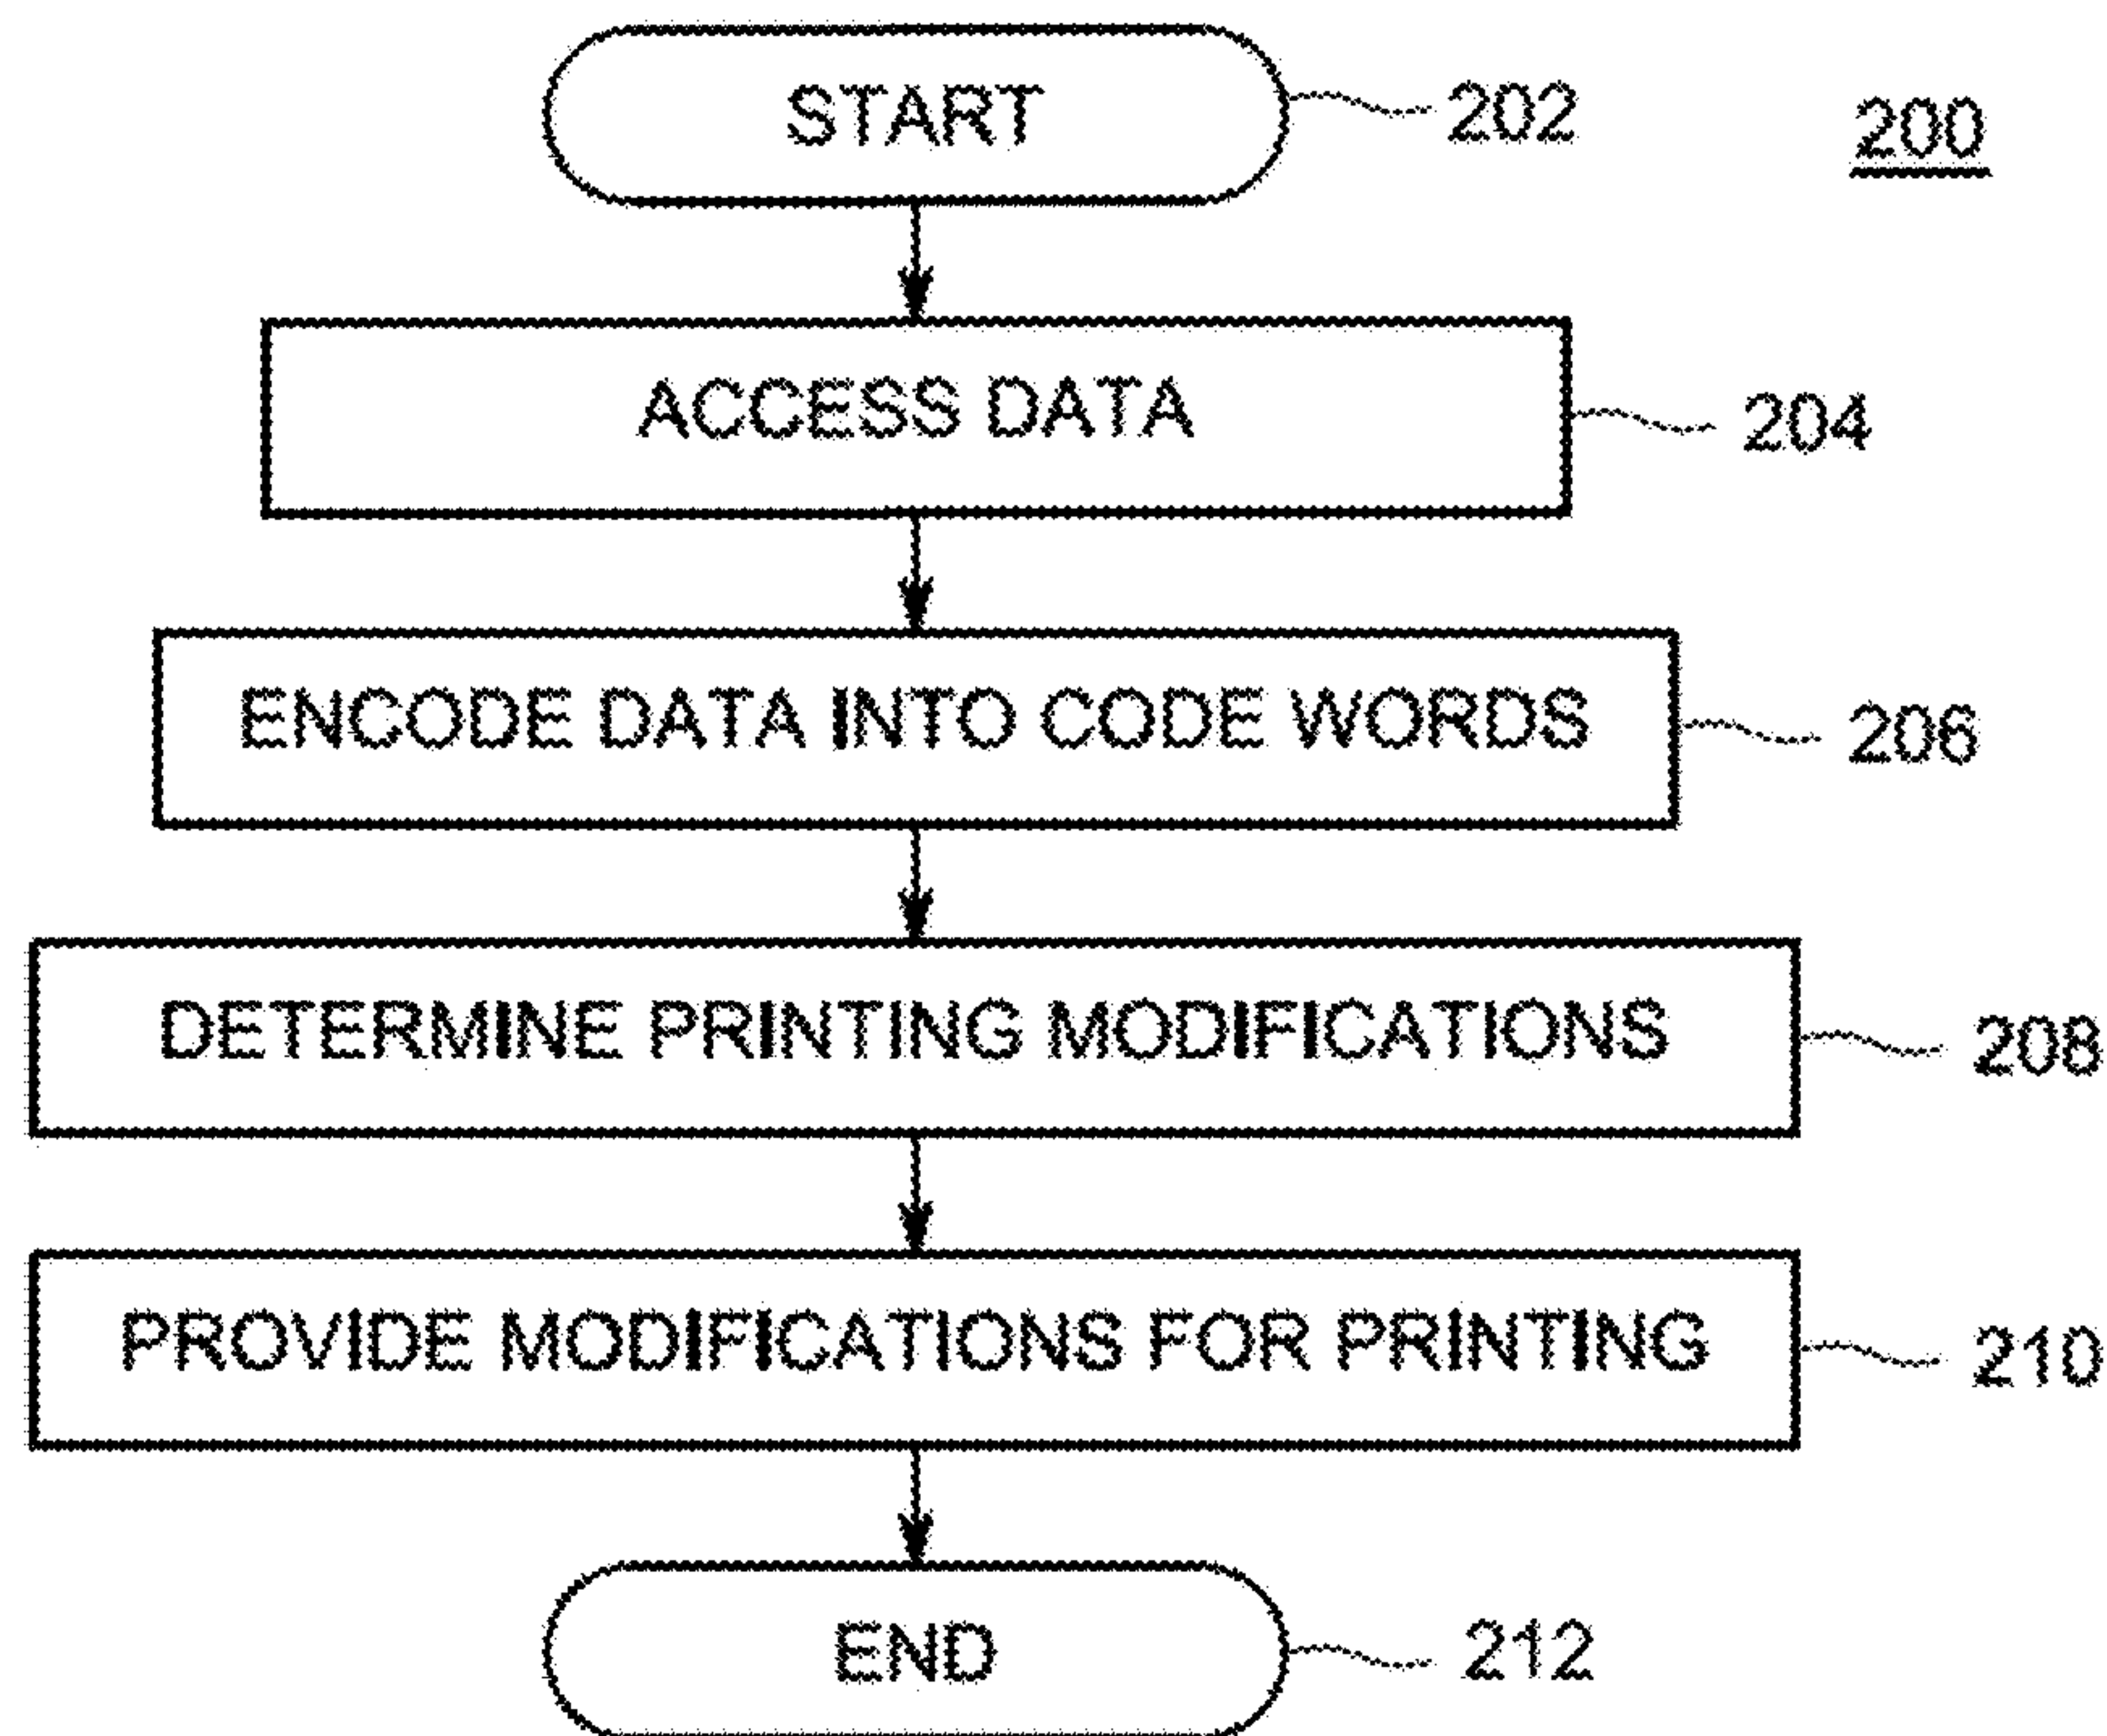 START 202
200
ACCESS DATA 204
ENCODE DATA INTO CODE WORDS 206
DETERMINE PRINTING MODIFICATIONS 208
PROVIDE MODIFICATIONS FOR PRINTING 210
END 212